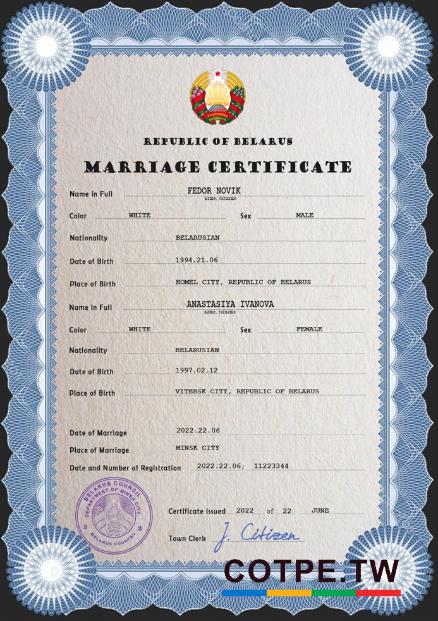 REPUBLIC OF BELARUS
MARRIAGE CERTIFICATE
Name in Full FEDOR NOVIK
Color WHITE Sex MALE
Nationality BELARUSIAN
Date of Birth 1994.21.06
Place of Birth HOMEL CITY, REPUBLIC OF BELARUS
Name in Full ANASTASIYA IVANOVA
Color WHITE Sex FEMALE
Nationality BELARUSIAN
Date of Birth 1997.02.12
Place of Birth VITEBSK CITY, REPUBLIC OF BELARUS
Date of Marriage 2022.22.06
Place of Marriage MINSK CITY
Date and Number of Registration 2022.22.06; 11223344
BELARUS COUNCIL
DEPARTMENT OF MINSK CITY
BELARUS COUNTRY
Certificate issued 2022 of 22 JUNE
Town Clerk J. Citizen
COTPE.TW